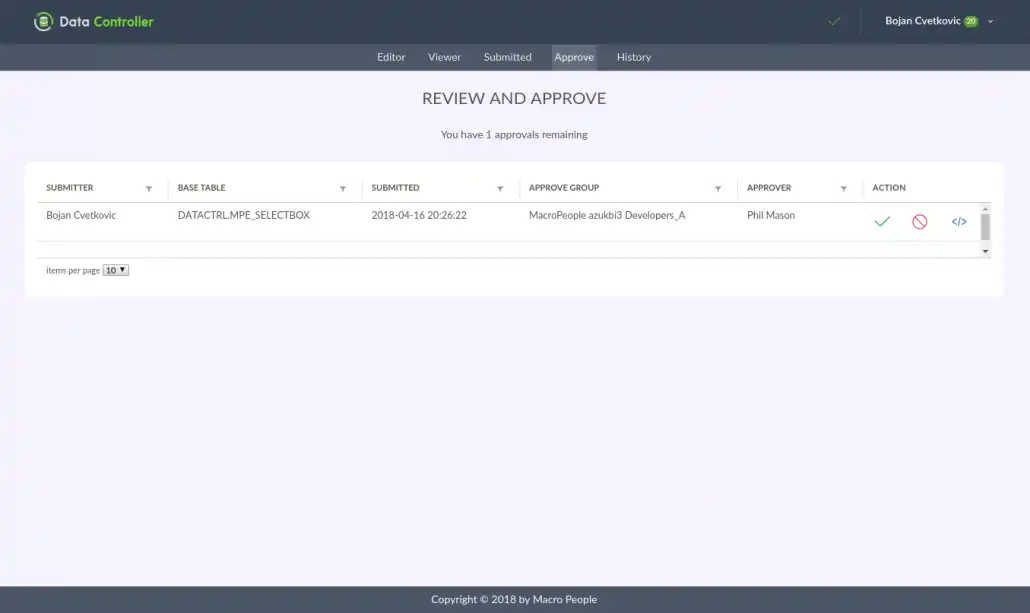 Data Controller
Bojan Cvetkovic 20
Editor Viewer Submitted Approve History
REVIEW AND APPROVE
You have 1 approvals remaining
SUBMITTER BASE TABLE SUBMITTED APPROVE GROUP APPROVER ACTION
Bojan Cvetkovic DATACTRL.MPE_SELECTBOX 2018-04-16 20:26:22 MacroPeople azukbi3 Developers_A Phil Mason </>
items per page 10
Copyright © 2018 by Macro People